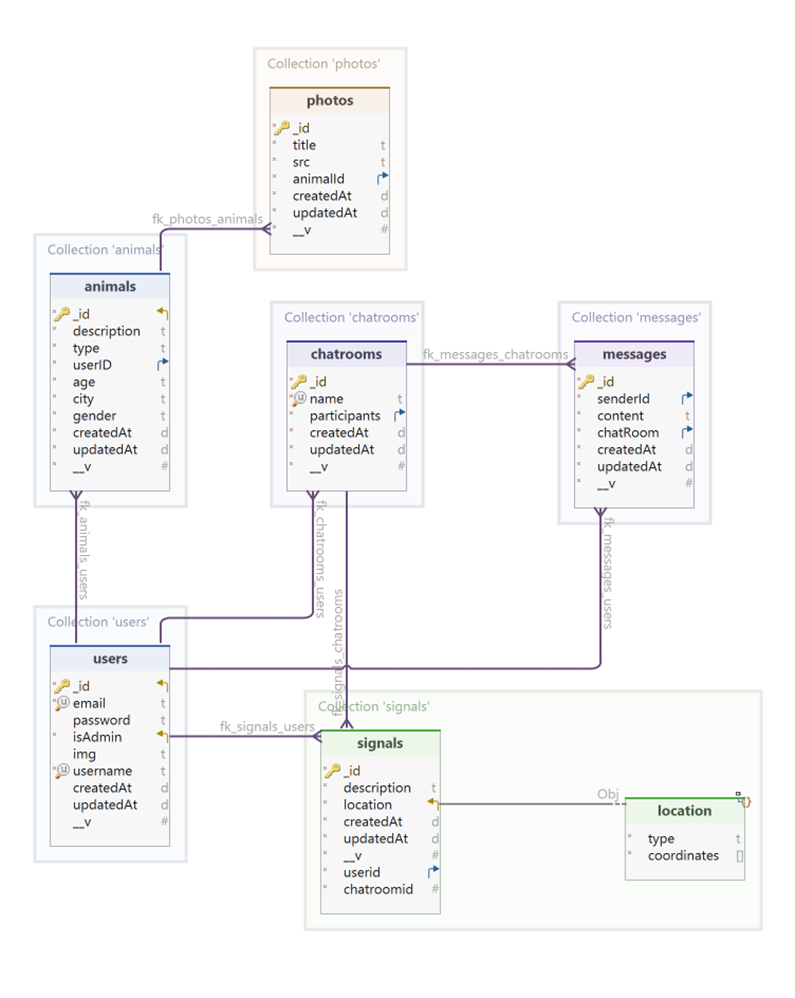 Collection 'photos'
photos
_id
title t
src t
animalId
createdAt d
updatedAt d
__v #
fk_photos_animals
Collection 'animals'
animals
_id
description t
type t
userID
age t
city t
gender t
createdAt d
updatedAt d
__v #
Collection 'chatrooms'
chatrooms
_id
u name t
participants
createdAt d
updatedAt d
__v #
fk_messages_chatrooms
Collection 'messages'
messages
_id
senderId
content t
chatRoom
createdAt d
updatedAt d
__v #
fk_animals_users
fk_chatrooms_users
fk_signals_chatrooms
fk_messages_users
Collection 'users'
users
_id
u email t
password t
isAdmin
img t
u username t
createdAt d
updatedAt d
__v #
fk_signals_users
Collection 'signals'
signals
_id
description t
location
createdAt d
updatedAt d
__v #
userid
chatroomid #
Obj
{}
location
type t
coordinates []